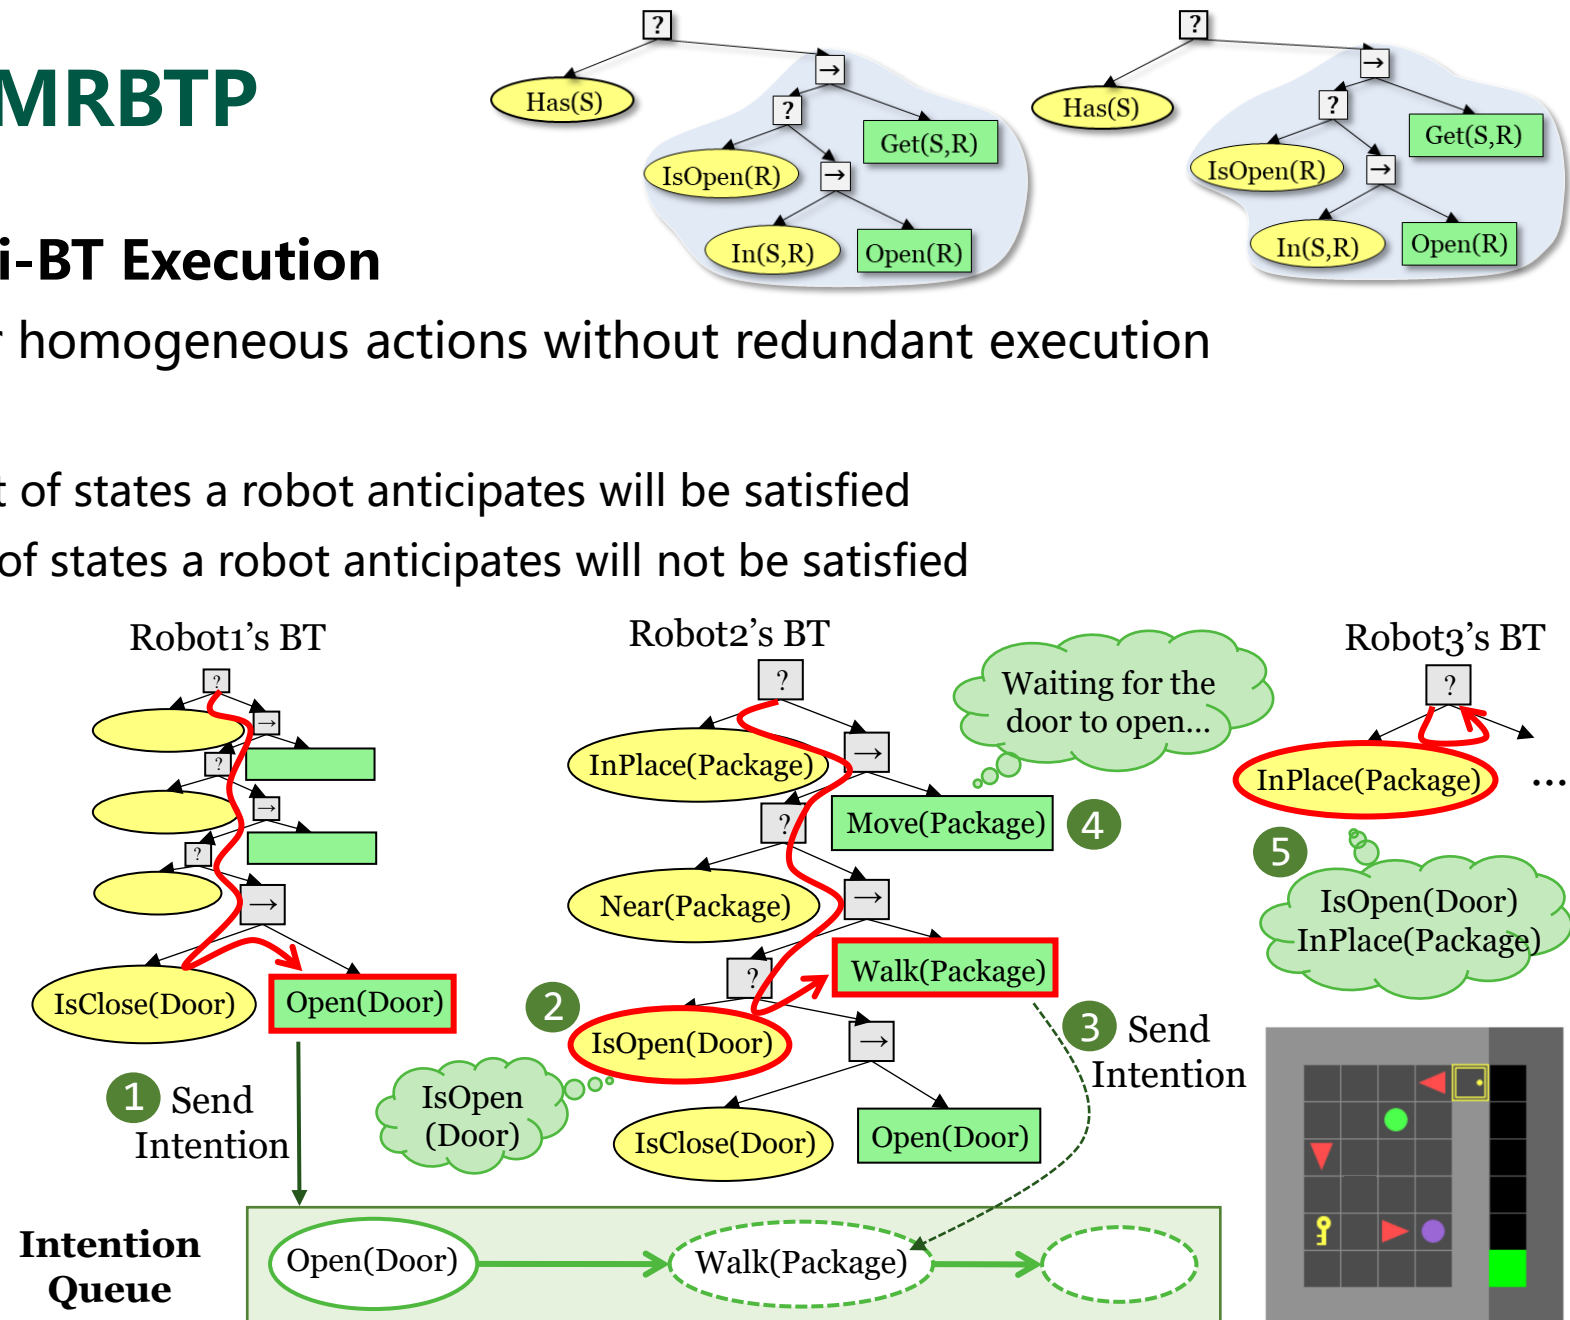 MRBTP
?
→
Has(S)
?
Get(S,R)
IsOpen(R)
→
In(S,R)
Open(R)
?
→
Has(S)
?
Get(S,R)
IsOpen(R)
→
In(S,R)
Open(R)
i-BT Execution
homogeneous actions without redundant execution
of states a robot anticipates will be satisfied
of states a robot anticipates will not be satisfied
Robot1's BT
?
→
?
→
?
→
IsClose(Door)
Open(Door)
1 Send
Intention
Robot2's BT
?
InPlace(Package)
→
?
Move(Package)
4
Waiting for the
door to open...
Near(Package)
→
?
Walk(Package)
2
IsOpen(Door)
→
IsOpen
(Door)
IsClose(Door)
Open(Door)
3 Send
Intention
Robot3's BT
?
InPlace(Package)
...
5
IsOpen(Door)
InPlace(Package)
Intention
Queue
Open(Door)
Walk(Package)